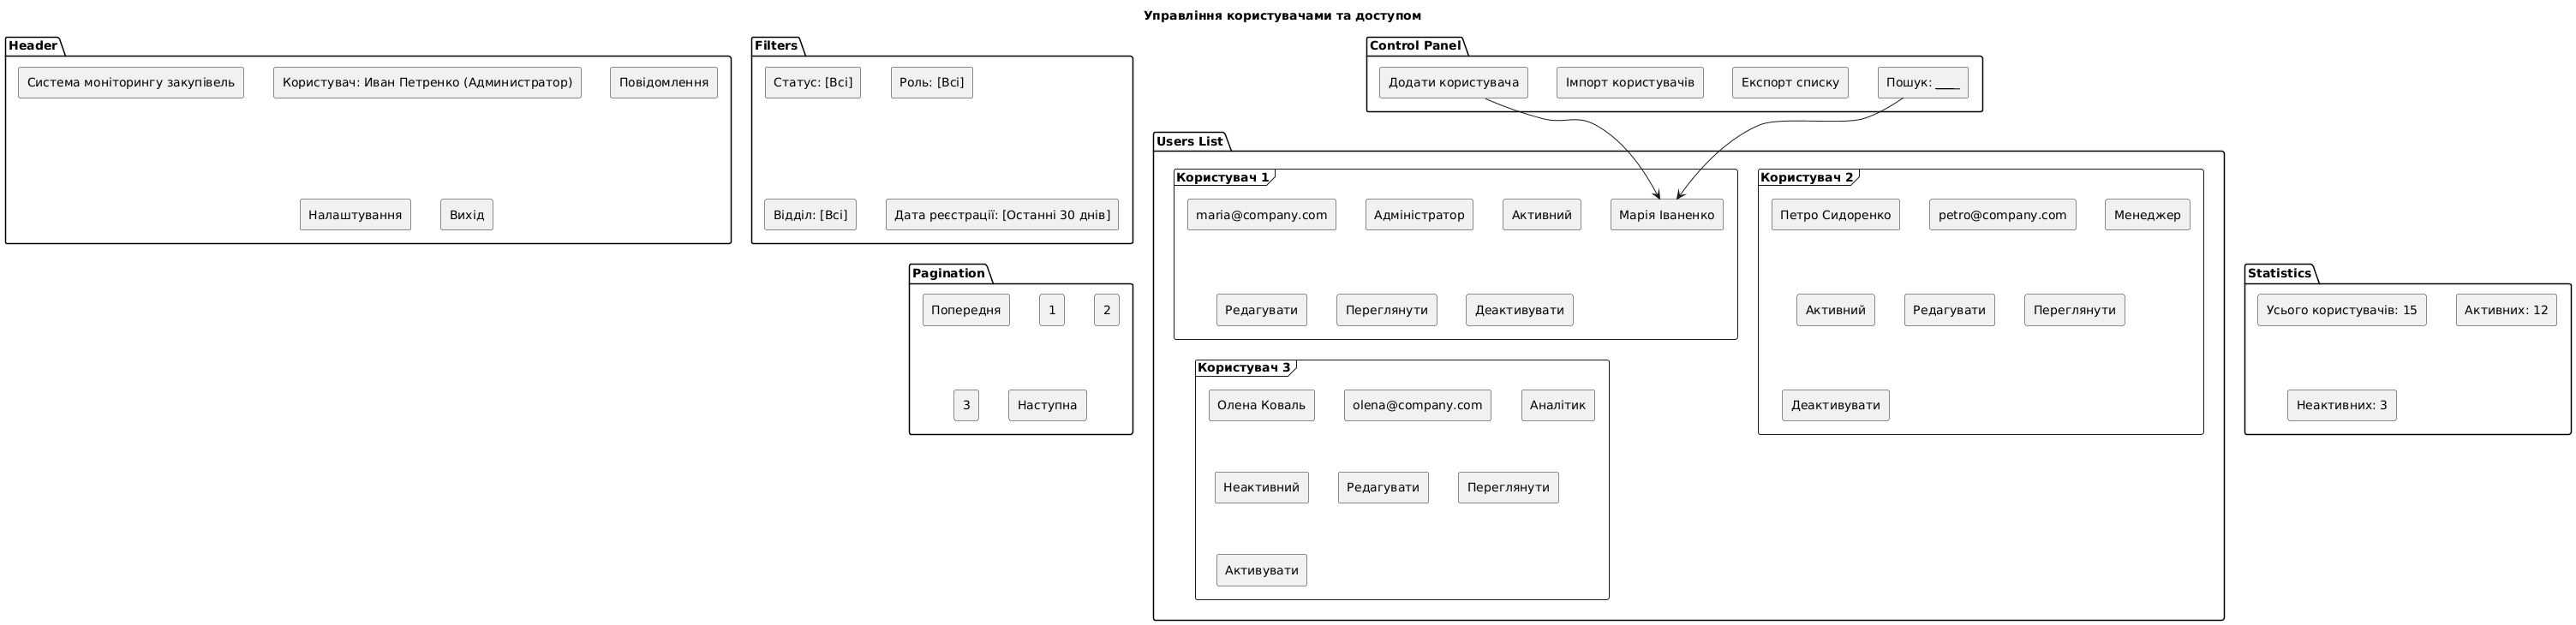 Управління користувачами та доступом
Header
Система моніторингу закупівель
Користувач: Иван Петренко (Администратор)
Повідомлення
Налаштування
Вихід
Filters
Статус: [Всі]
Роль: [Всі]
Відділ: [Всі]
Дата реєстрації: [Останні 30 днів]
Control Panel
Додати користувача
Імпорт користувачів
Експорт списку
Пошук: ____
Users List
Користувач 1
maria@company.com
Адміністратор
Активний
Марія Іваненко
Редагувати
Переглянути
Деактивувати
Користувач 2
Петро Сидоренко
petro@company.com
Менеджер
Активний
Редагувати
Переглянути
Деактивувати
Користувач 3
Олена Коваль
olena@company.com
Аналітик
Неактивний
Редагувати
Переглянути
Активувати
Pagination
Попередня
1
2
3
Наступна
Statistics
Усього користувачів: 15
Активних: 12
Неактивних: 3